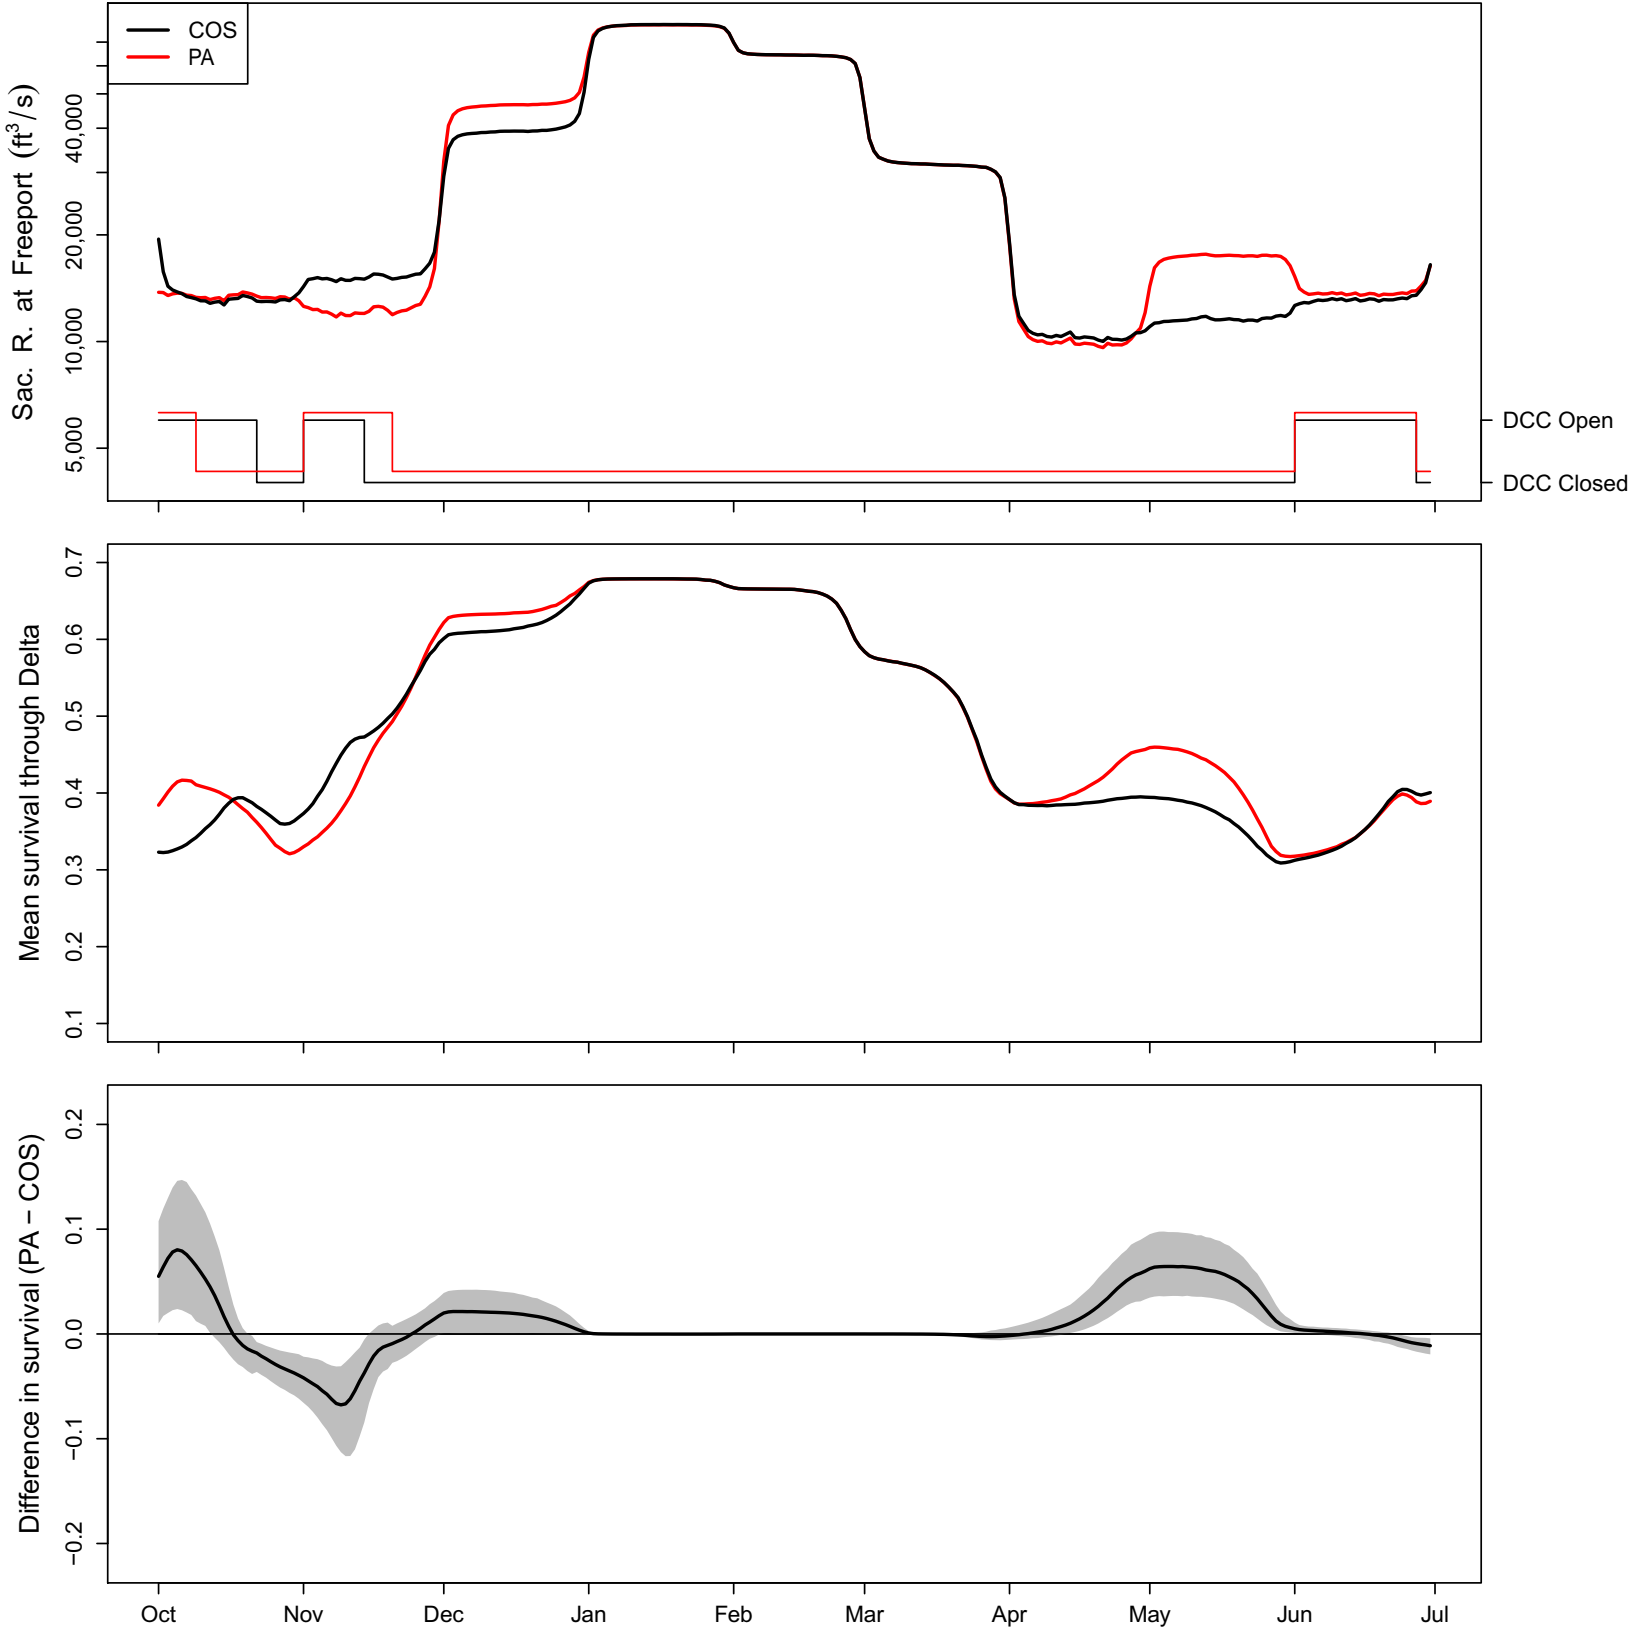 COS
PA
Sac. R. at Freeport (ft³/s)
40,000
20,000
10,000
5,000
DCC Open
DCC Closed
Mean survival through Delta
0.7
0.6
0.5
0.4
0.3
0.2
0.1
Difference in survival (PA − COS)
0.2
0.1
0.0
−0.1
−0.2
Oct Nov Dec Jan Feb Mar Apr May Jun Jul